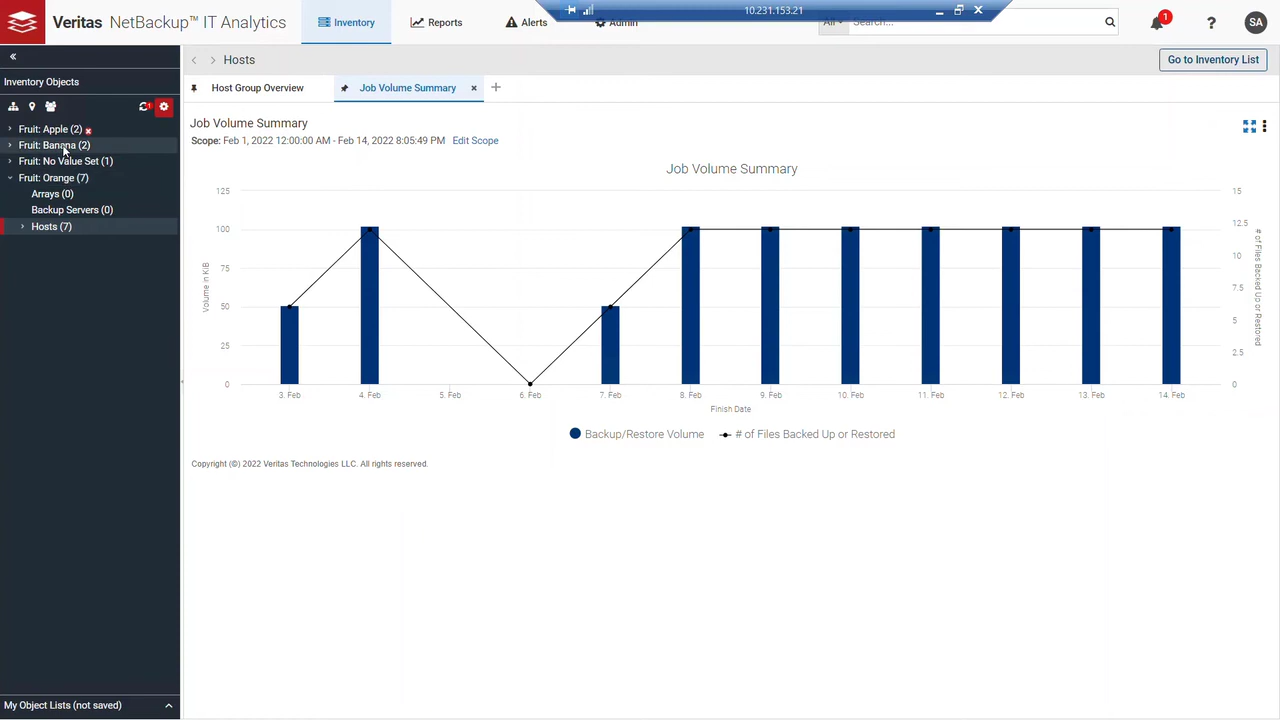 Veritas NetBackup™ IT Analytics
Inventory
Reports
Alerts
Admin
10.231.153.21
All
Search...
1
?
SA
«
Inventory Objects
1
Fruit: Apple (2)
Fruit: Banana (2)
Fruit: No Value Set (1)
Fruit: Orange (7)
Arrays (0)
Backup Servers (0)
Hosts (7)
My Object Lists (not saved)
Hosts
Go to Inventory List
Host Group Overview
Job Volume Summary
Job Volume Summary
Scope: Feb 1, 2022 12:00:00 AM - Feb 14, 2022 8:05:49 PM Edit Scope
Job Volume Summary
125
100
75
50
25
0
Volume in KiB
15
12.5
10
7.5
5
2.5
0
# of Files Backed Up or Restored
3. Feb 4. Feb 5. Feb 6. Feb 7. Feb 8. Feb 9. Feb 10. Feb 11. Feb 12. Feb 13. Feb 14. Feb
Finish Date
Backup/Restore Volume # of Files Backed Up or Restored
Copyright (©) 2022 Veritas Technologies LLC. All rights reserved.